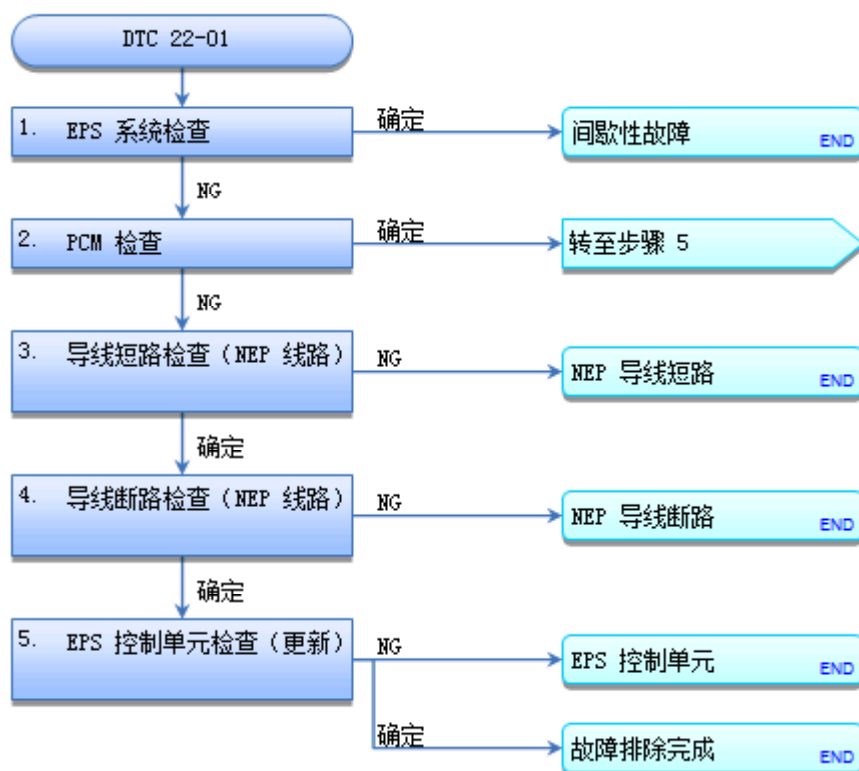 DTC 22-01
1. EPS 系统检查
确定
间歇性故障
END
NG
2. PCM 检查
确定
转至步骤 5
NG
3. 导线短路检查（NEP 线路）
NG
NEP 导线短路
END
确定
4. 导线断路检查（NEP 线路）
NG
NEP 导线断路
END
确定
5. EPS 控制单元检查（更新）
NG
EPS 控制单元
END
确定
故障排除完成
END